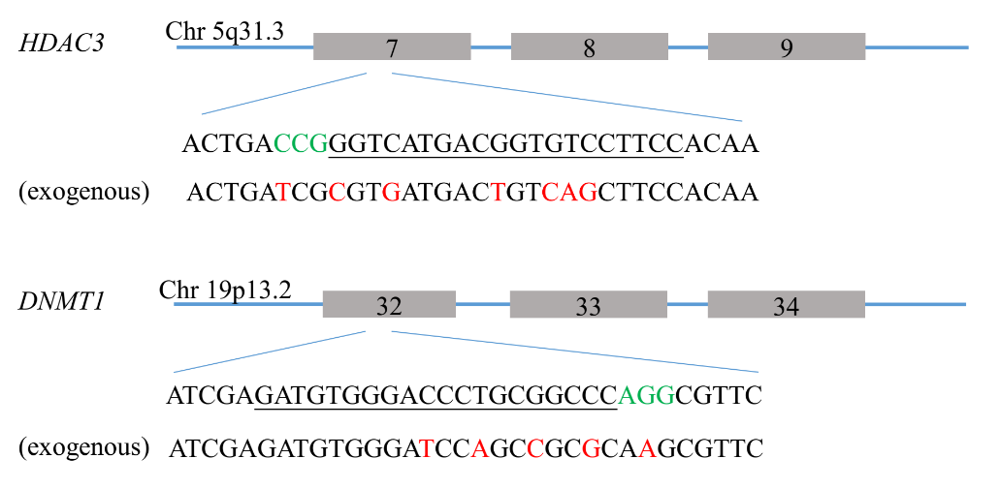 HDAC3 Chr 5q31.3 7 8 9
ACTGACCGGGTCATGACGGTGTCCTTCCACAA
(exogenous) ACTGATCGCGTGATGACTGTCAGCTTCCACAA
DNMT1 Chr 19p13.2 32 33 34
ATCGAGATGTGGGACCCTGCGGCCCAGGCGTTC
(exogenous) ATCGAGATGTGGGATCCAGCCGCGCAAGCGTTC